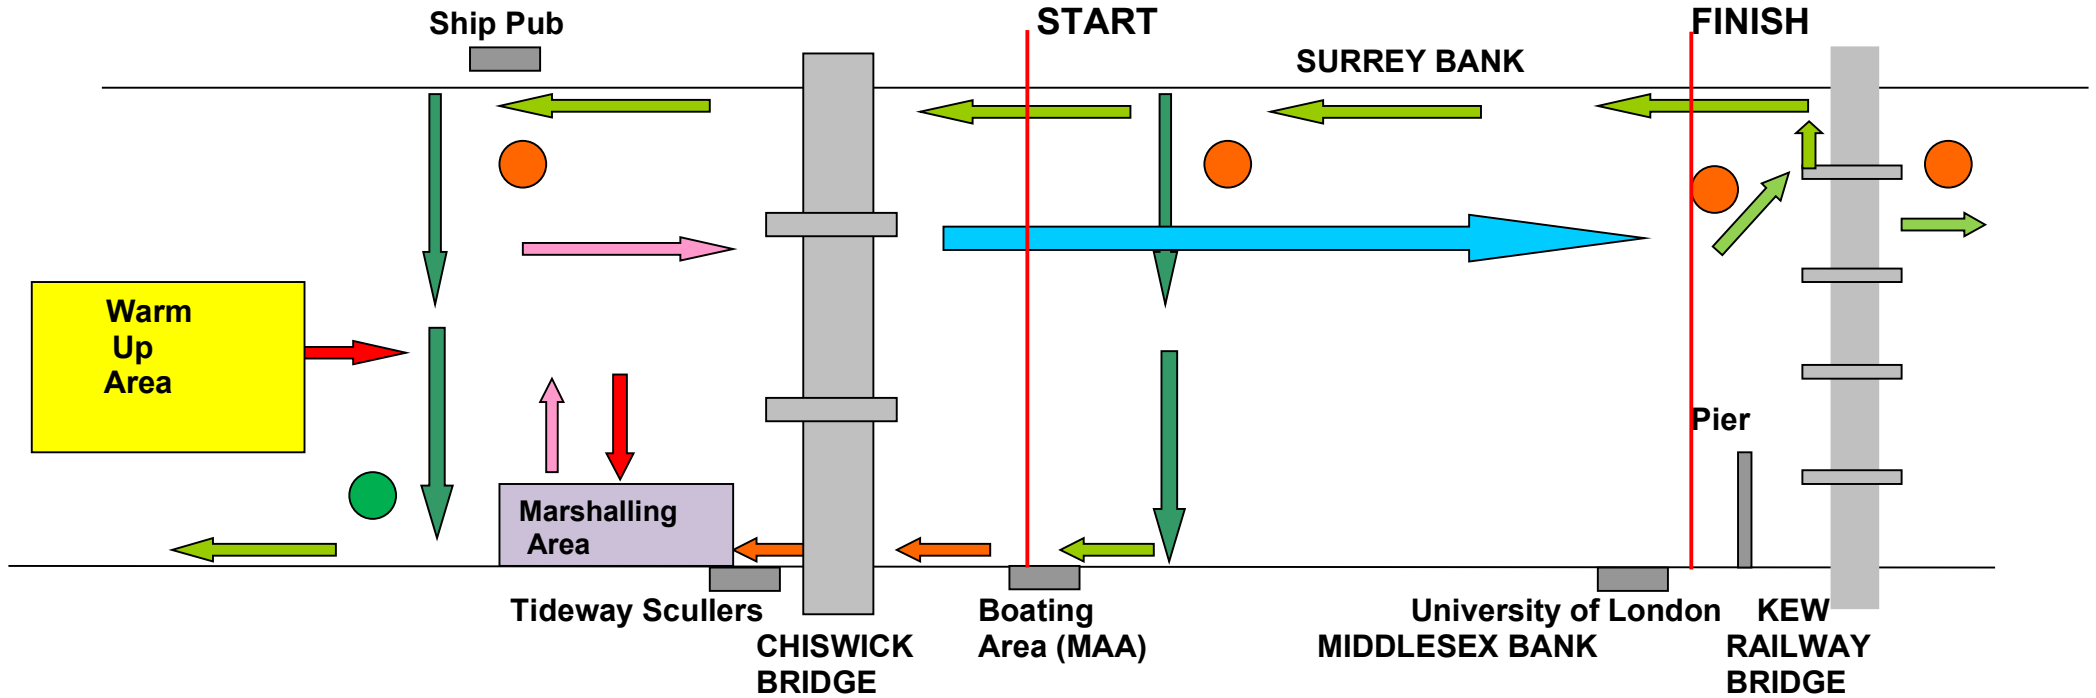 Ship Pub
START
FINISH
SURREY BANK
Warm
Up
Area
Pier
Marshalling
Area
Tideway Scullers
Boating
Area (MAA)
University of London
MIDDLESEX BANK
KEW
RAILWAY
BRIDGE
CHISWICK
BRIDGE